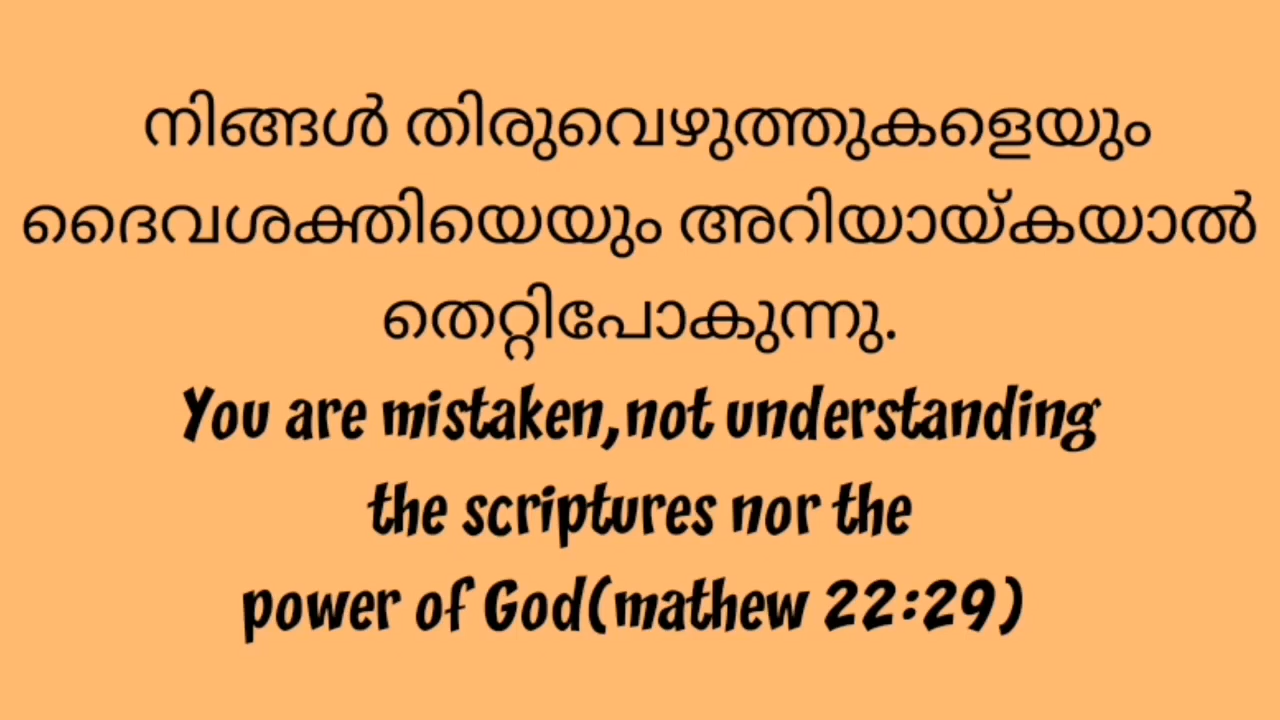 നിങ്ങൾ തിരുവെഴുത്തുകളെയും
ദൈവശക്തിയെയും അറിയായ്കയാൽ
തെറ്റിപോകുന്നു.
You are mistaken,not understanding
the scriptures nor the
power of God(mathew 22:29)